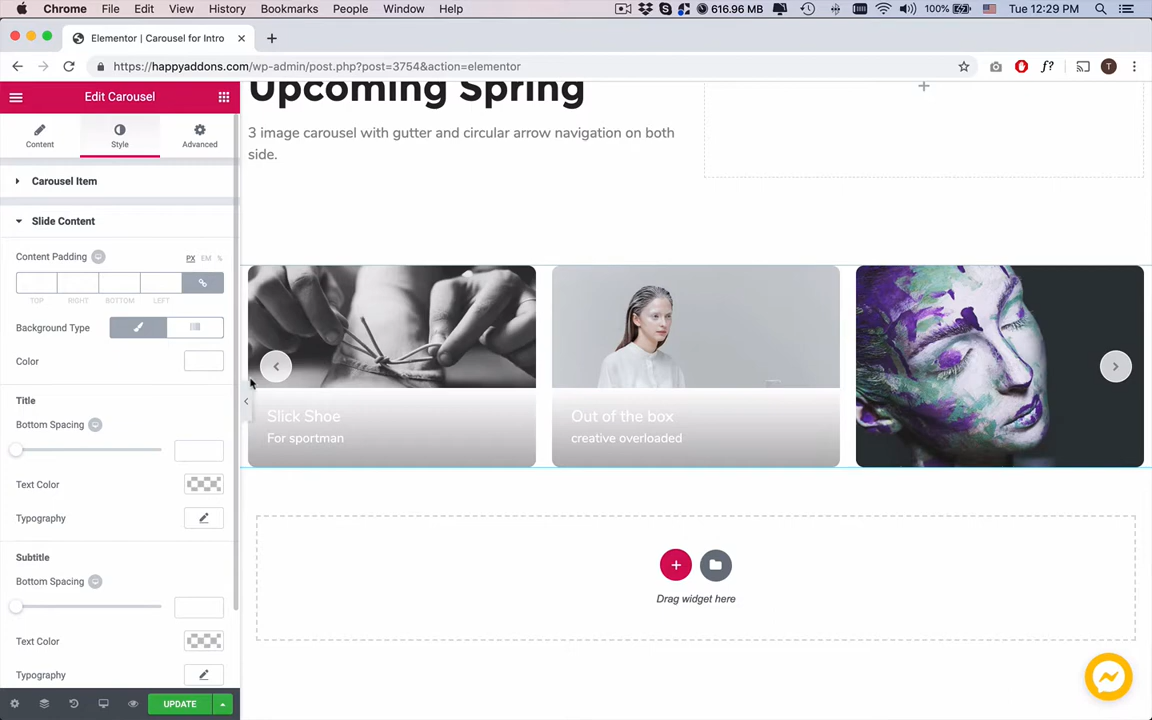 Chrome File Edit View History Bookmarks People Window Help 616.96 MB 100% Tue 12:29 PM
Elementor | Carousel for Intro
https://happyaddons.com/wp-admin/post.php?post=3754&action=elementor
f?
T
Edit Carousel
Content
Style
Advanced
Carousel Item
Slide Content
Content Padding
PX EM %
TOP RIGHT BOTTOM LEFT
Background Type
Color
Title
Bottom Spacing
Text Color
Typography
Subtitle
Bottom Spacing
Text Color
Typography
UPDATE
Upcoming Spring
3 image carousel with gutter and circular arrow navigation on both
side.
Slick Shoe
For sportman
Out of the box
creative overloaded
Drag widget here